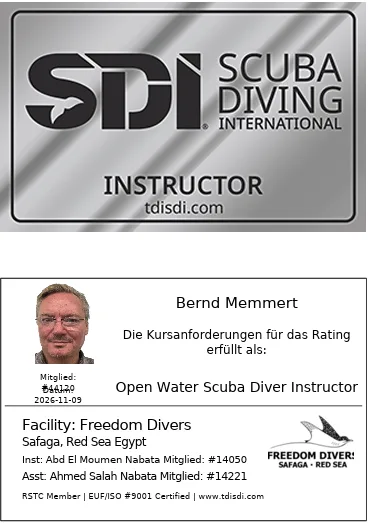 SDI
SCUBA
DIVING
INTERNATIONAL
INSTRUCTOR
tdisdi.com
Bernd Memmert
Die Kursanforderungen für das Rating
erfüllt als:
Mitglied:
Datum:
2026-11-09
Open Water Scuba Diver Instructor
Facility: Freedom Divers
Safaga, Red Sea Egypt
Inst: Abd El Moumen Nabata Mitglied: #14050
Asst: Ahmed Salah Nabata Mitglied: #14221
RSTC Member | EUF/ISO #9001 Certified | www.tdisdi.com
FREEDOM DIVERS
SAFAGA • RED SEA